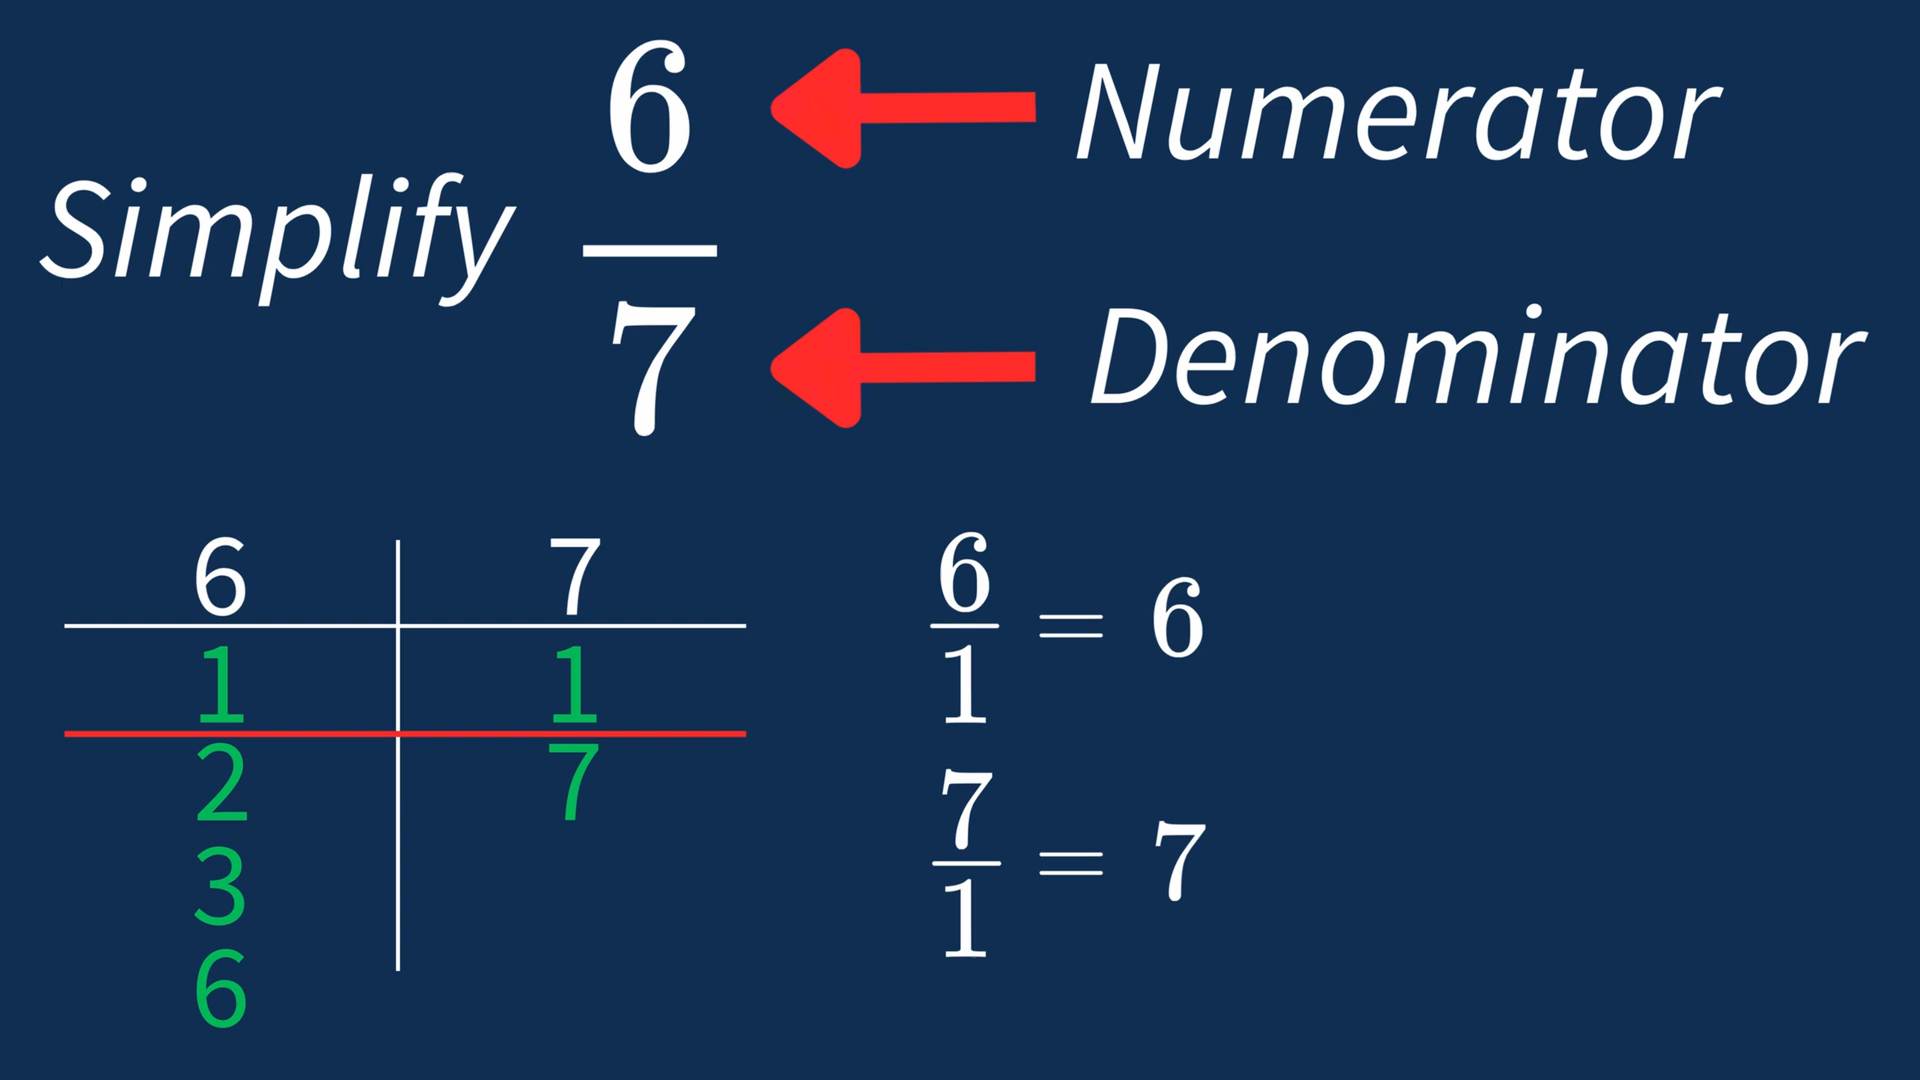 6 Numerator
Simplify
7 Denominator
6 7
1 1
2 7
3
6
6/1 = 6
7/1 = 7